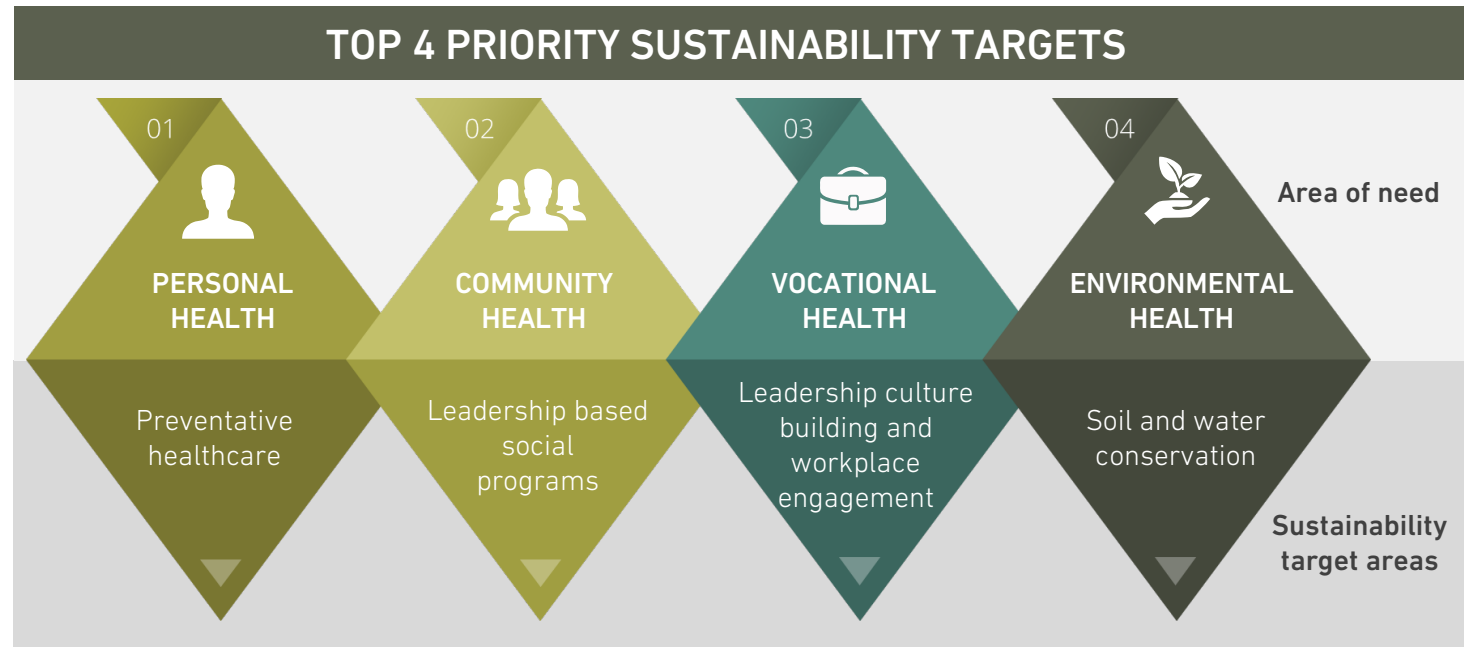 TOP 4 PRIORITY SUSTAINABILITY TARGETS
01
02
03
04
Area of need
PERSONAL
HEALTH
COMMUNITY
HEALTH
VOCATIONAL
HEALTH
ENVIRONMENTAL
HEALTH
Preventative
healthcare
Leadership based
social
programs
Leadership culture
building and
workplace
engagement
Soil and water
conservation
Sustainability
target areas